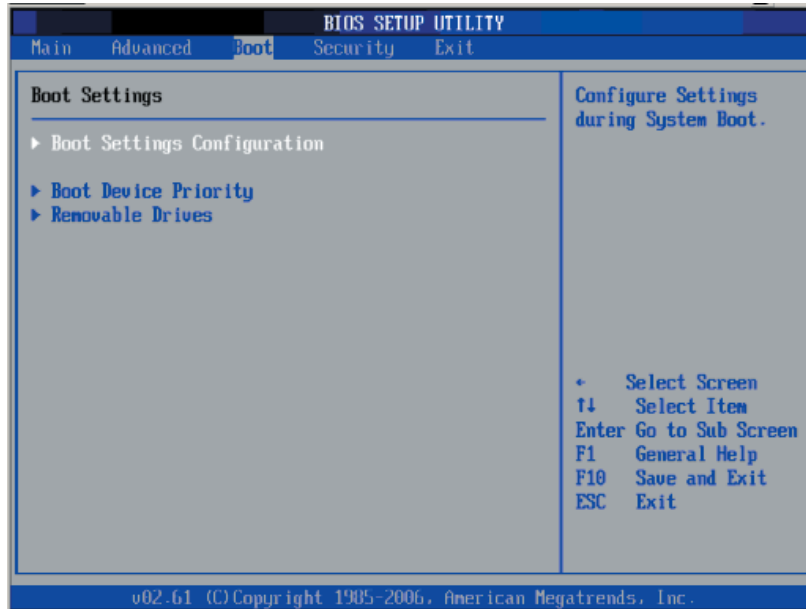 BIOS SETUP UTILITY
Main Advanced Boot Security Exit
Boot Settings
▶ Boot Settings Configuration
▶ Boot Device Priority
▶ Removable Drives
Configure Settings
during System Boot.
← Select Screen
↑↓ Select Item
Enter Go to Sub Screen
F1 General Help
F10 Save and Exit
ESC Exit
v02.61 (C)Copyright 1985-2006, American Megatrends, Inc.